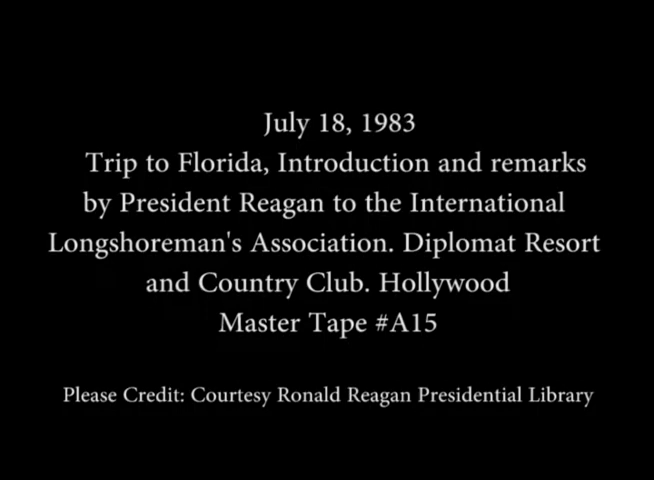 July 18, 1983
Trip to Florida, Introduction and remarks
by President Reagan to the International
Longshoreman's Association. Diplomat Resort
and Country Club. Hollywood
Master Tape #A15
Please Credit: Courtesy Ronald Reagan Presidential Library